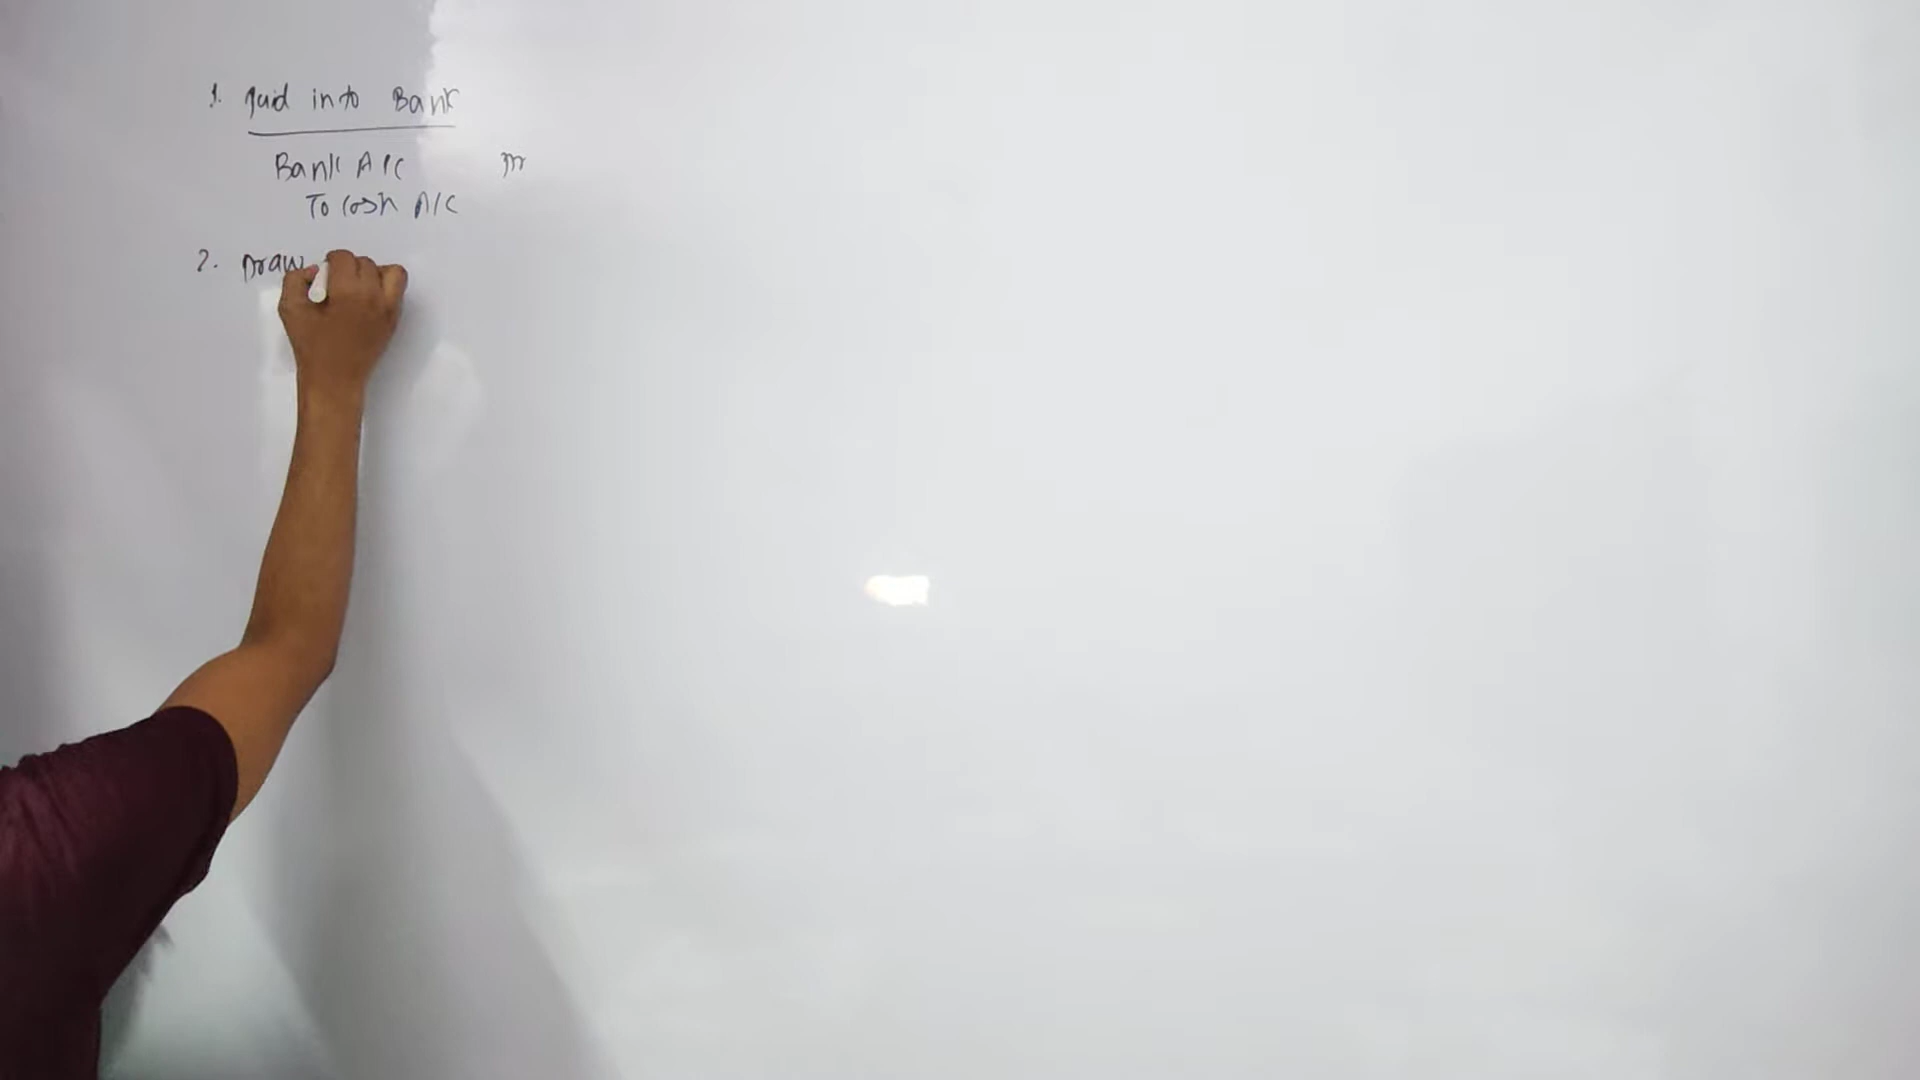 1. paid into Bank
Bank A/C Dr
To Cash A/C
2. Draw